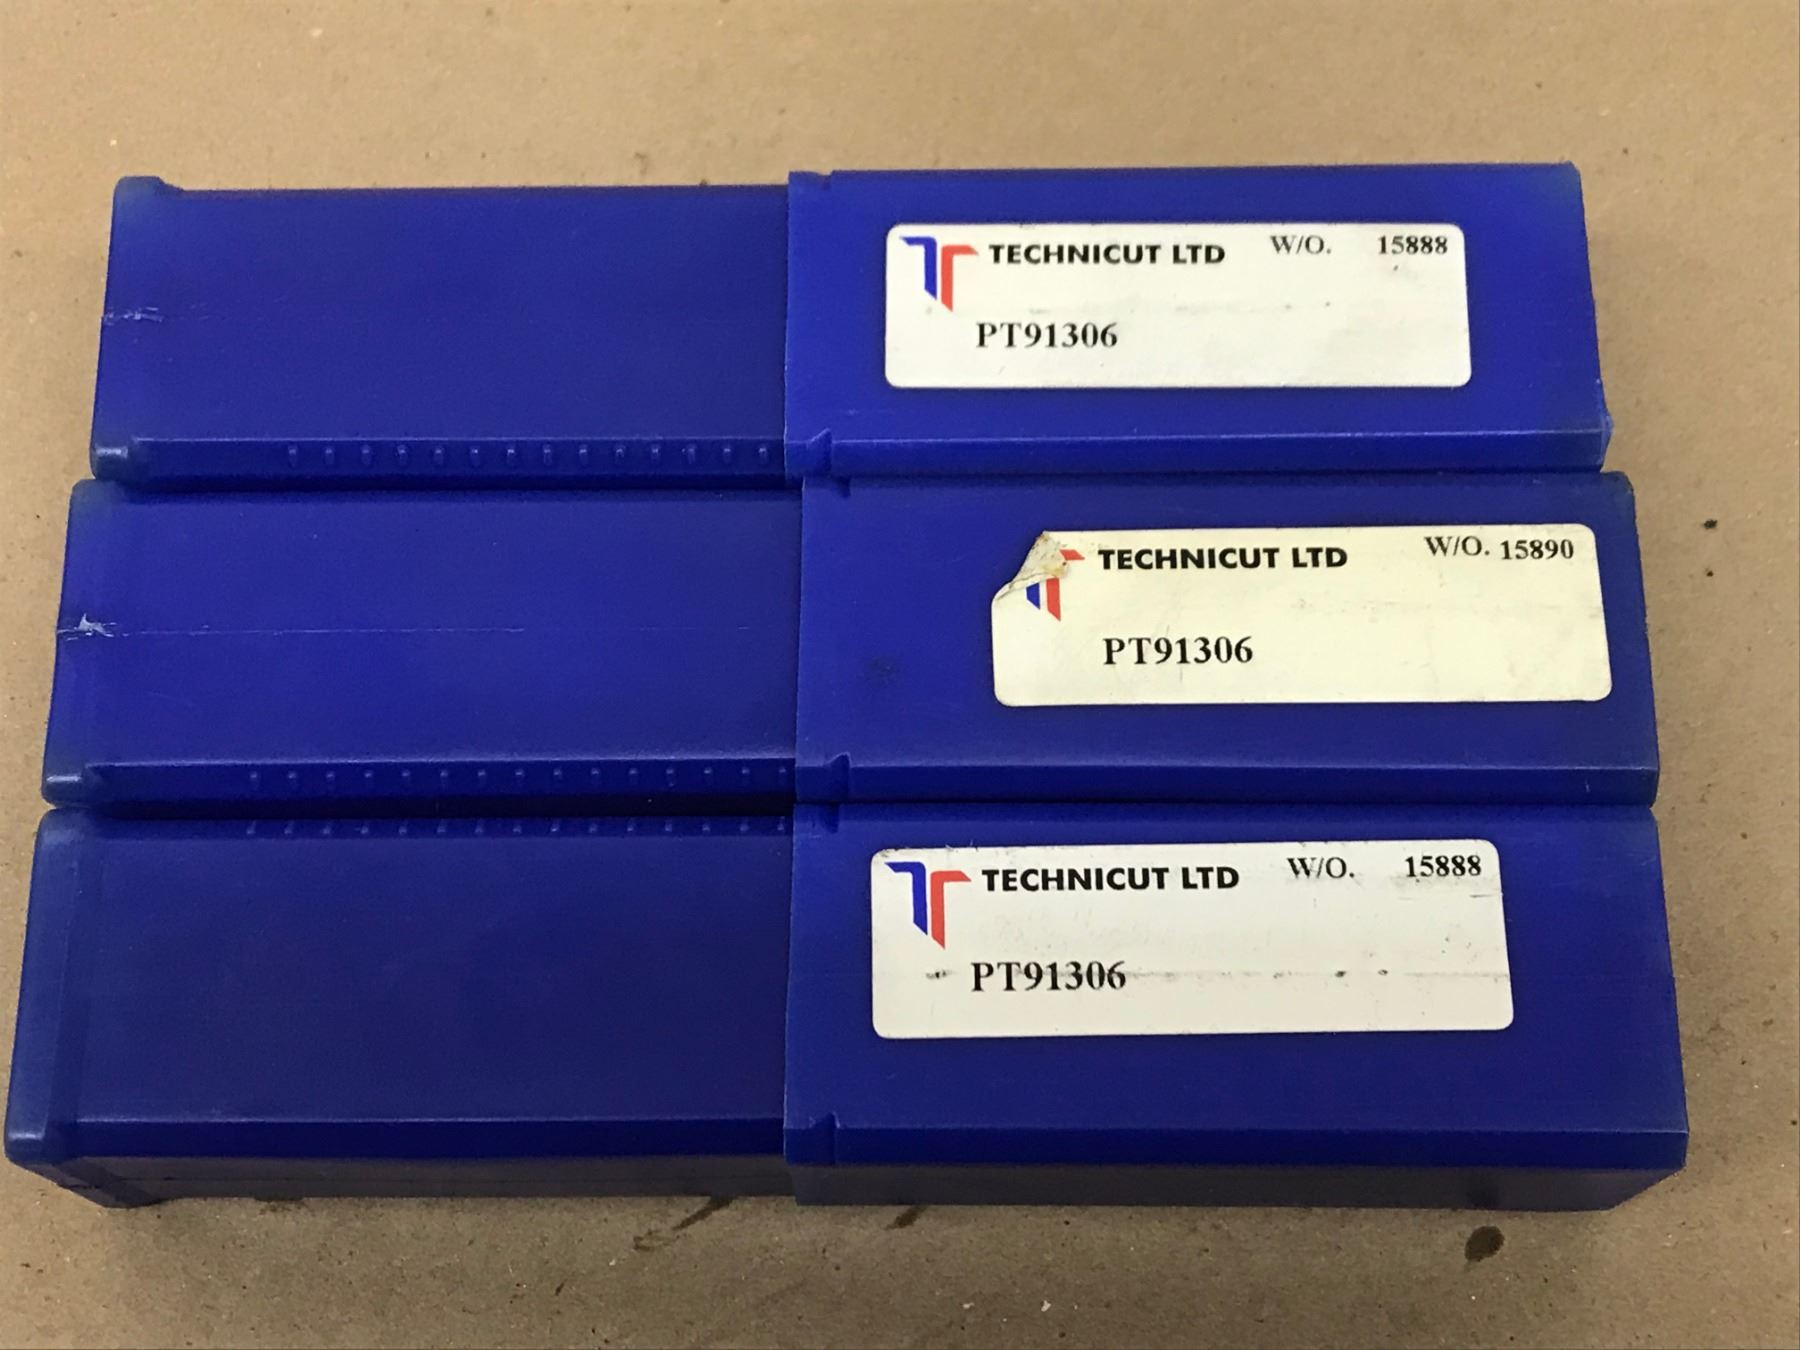 TECHNICUT LTD W/O. 15888
PT91306
TECHNICUT LTD W/O. 15890
PT91306
TECHNICUT LTD W/O. 15888
PT91306